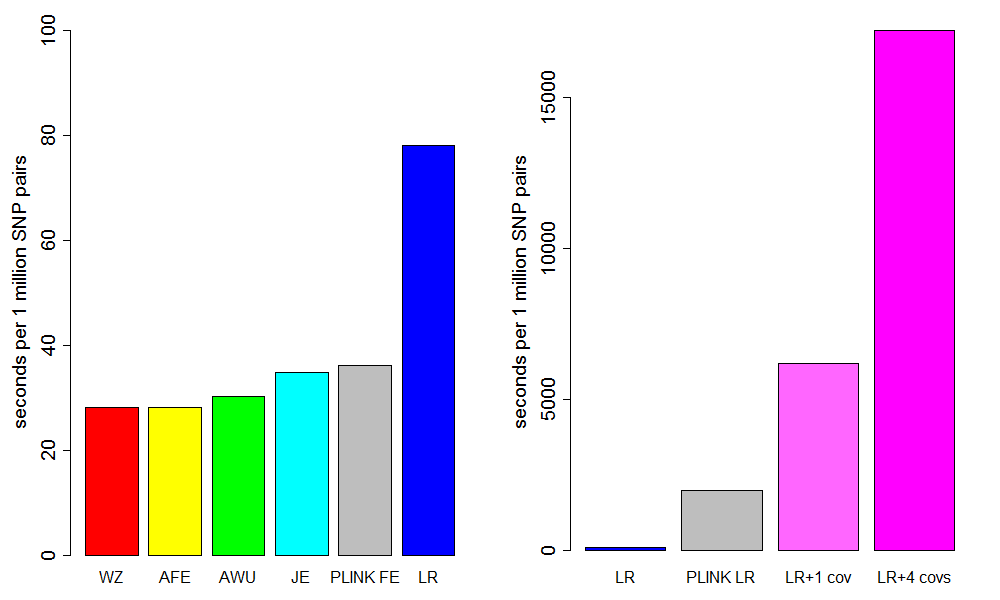 seconds per 1 million SNP pairs
100
80
60
40
20
0
WZ AFE AWU JE PLINK FE LR
seconds per 1 million SNP pairs
15000
10000
5000
0
LR PLINK LR LR+1 cov LR+4 covs